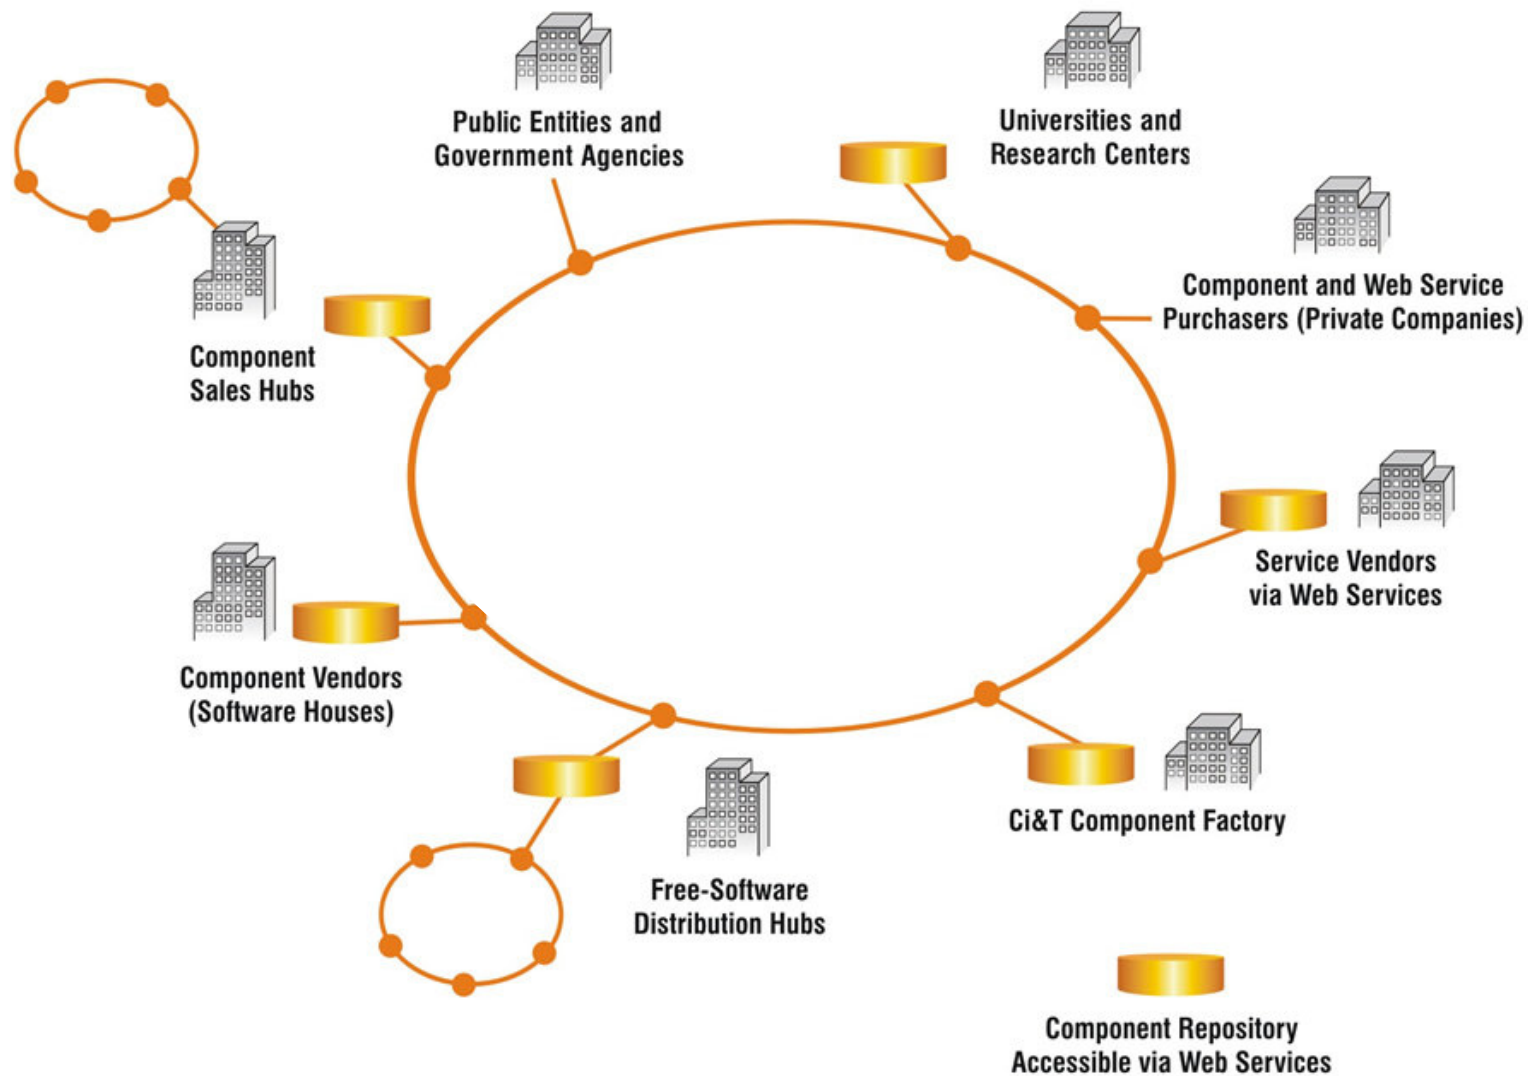 Public Entities and
Government Agencies
Universities and
Research Centers
Component and Web Service
Purchasers (Private Companies)
Component
Sales Hubs
Service Vendors
via Web Services
Component Vendors
(Software Houses)
Ci&T Component Factory
Free-Software
Distribution Hubs
Component Repository
Accessible via Web Services